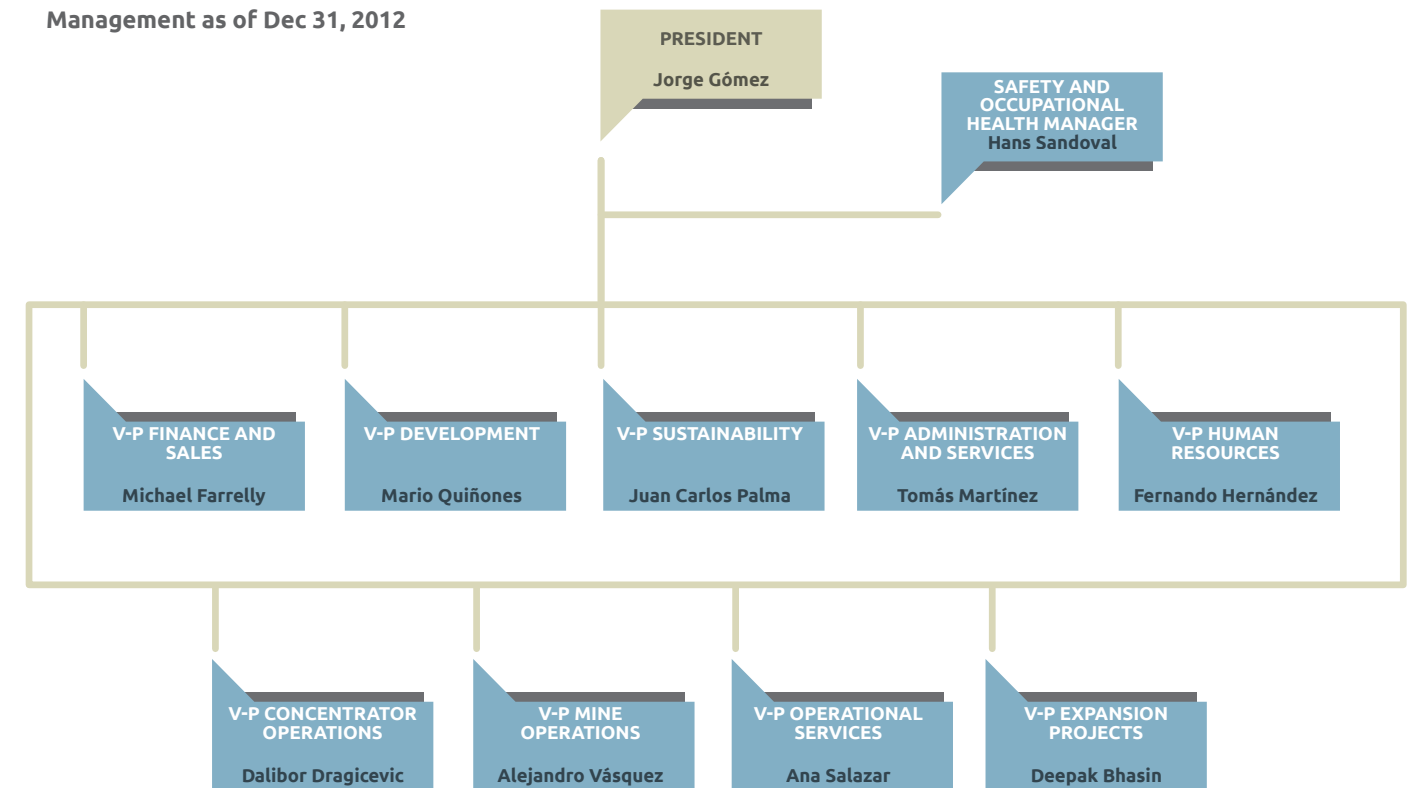 Management as of Dec 31, 2012
PRESIDENT
Jorge Gómez
SAFETY AND
OCCUPATIONAL
HEALTH MANAGER
Hans Sandoval
V-P FINANCE AND
SALES
Michael Farrelly
V-P DEVELOPMENT
Mario Quiñones
V-P SUSTAINABILITY
Juan Carlos Palma
V-P ADMINISTRATION
AND SERVICES
Tomás Martínez
V-P HUMAN
RESOURCES
Fernando Hernández
V-P CONCENTRATOR
OPERATIONS
Dalibor Dragicevic
V-P MINE
OPERATIONS
Alejandro Vásquez
V-P OPERATIONAL
SERVICES
Ana Salazar
V-P EXPANSION
PROJECTS
Deepak Bhasin